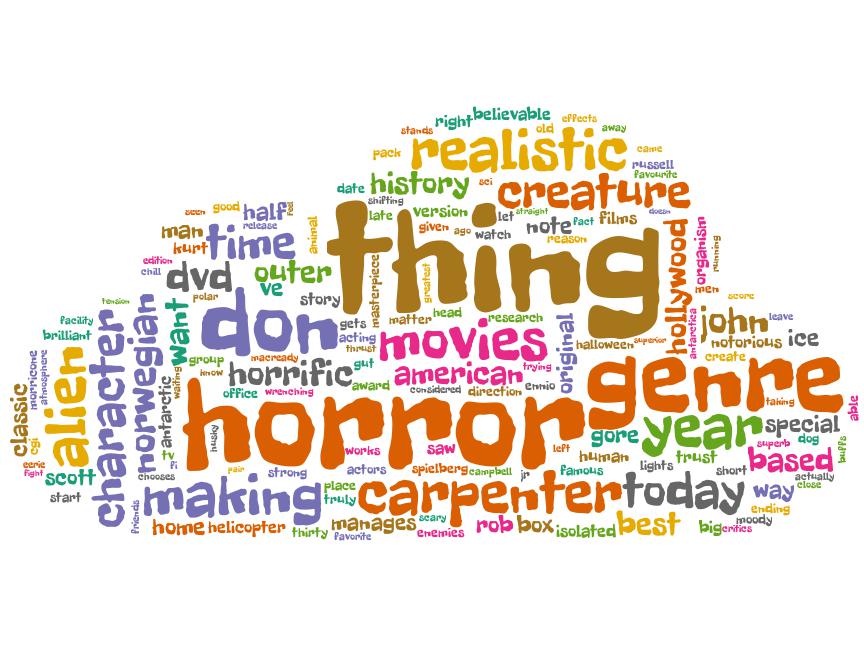 believable
right
effects
stands
old
away
realistic
pack
came
russell
favourite
date
history
sci
creature
shifting
seen
good
half
feel
release
late
version
let
straight
doesn
man
time
animal
thing
given
ago
watch
note
fact
films
reason
hollywood
organism
running
kurt
edition
chill
dvd
outer
ve
polar
story
masterpiece
greatest
men
score
tension
norwegian
want
don
gets
acting
thrust
matter
head
research
movies
original
halloween
superior
antarctica
john
leave
notorious
ice
create
facility
brilliant
character
alien
morricone
atmosphere
group
know
macready
horrific
gut
american
trying
genre
taking
able
classic
cgi
antarctic
waiting
office
wrenching
award
considered
direction
ennio
horror
husky
gore
year
special
superb
dog
buffs
eerie
fight
scott
start
tv
fi
chooses
pair
strong
works
actors
saw
spielberg
campbell
left
jr
human
famous
lights
trust
short
based
actually
close
friends
making
place
truly
carpenter
today
way
ending
moody
home
helicopter
thirty
manages
favorite
scary
enemies
rob
box
isolated
best
big
critics